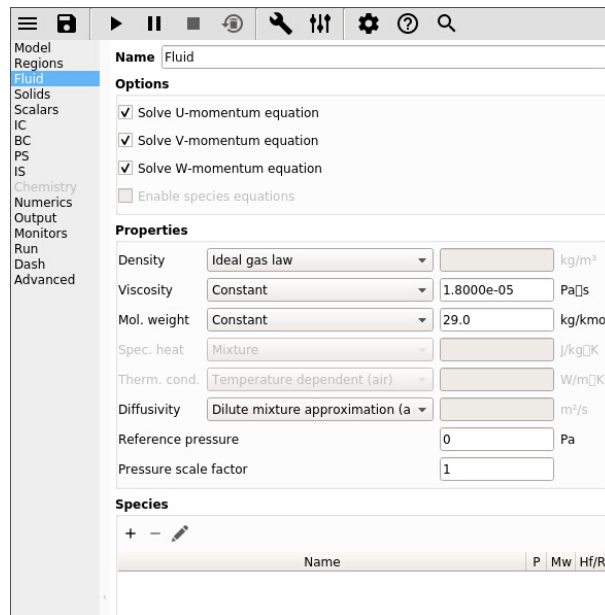 Model
Regions
Fluid
Solids
Scalars
IC
BC
PS
IS
Chemistry
Numerics
Output
Monitors
Run
Dash
Advanced
Name Fluid
Options
Solve U-momentum equation
Solve V-momentum equation
Solve W-momentum equation
Enable species equations
Properties
Density Ideal gas law kg/m³
Viscosity Constant 1.8000e-05 Pa▯s
Mol. weight Constant 29.0 kg/kmo
Spec. heat Mixture J/kg▯K
Therm. cond. Temperature dependent (air) W/m▯K
Diffusivity Dilute mixture approximation (a m²/s
Reference pressure 0 Pa
Pressure scale factor 1
Species
Name P Mw Hf/R